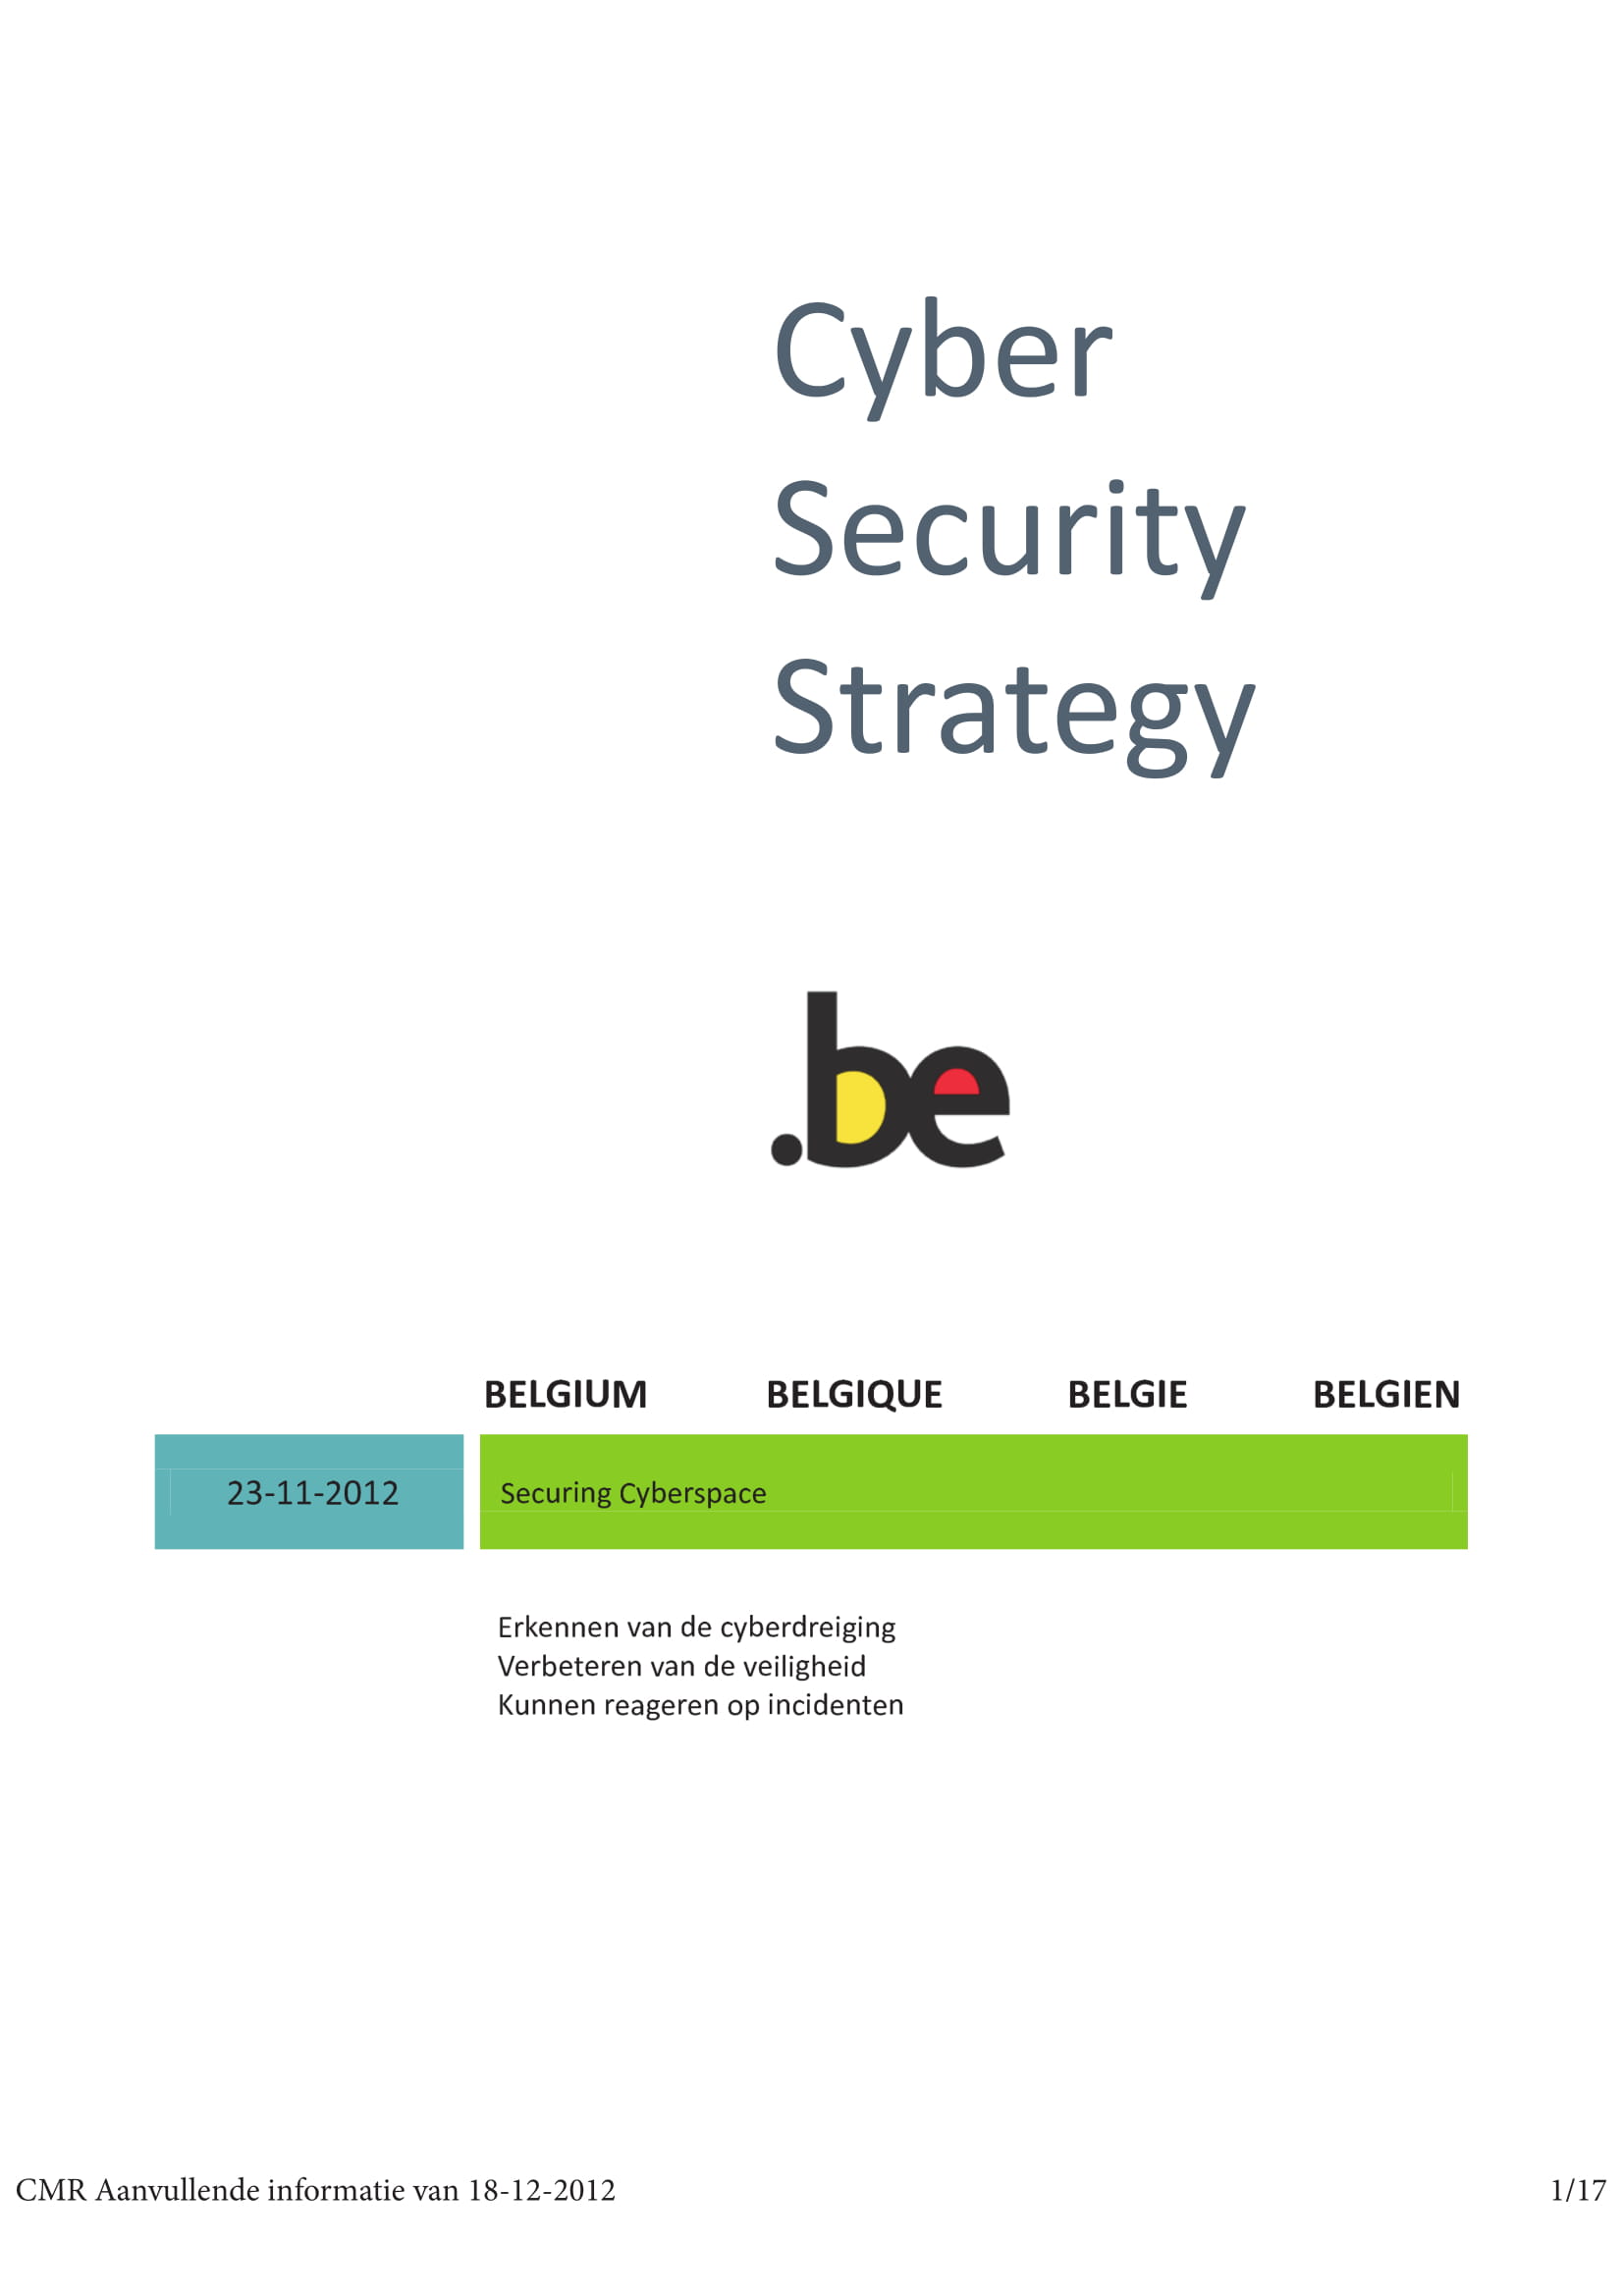 Cyber
Security
Strategy
.be
BELGIUM BELGIQUE BELGIE BELGIEN
23-11-2012 Securing Cyberspace
Erkennen van de cyberdreiging
Verbeteren van de veiligheid
Kunnen reageren op incidenten
CMR Aanvullende informatie van 18-12-2012 1/17